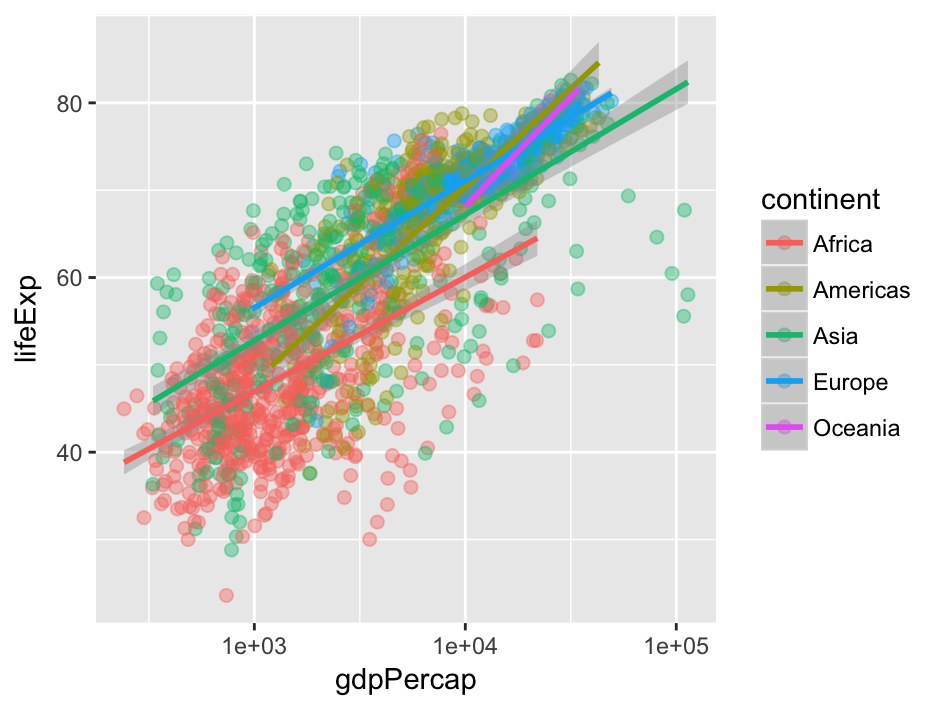 lifeExp
80
60
40
1e+03
1e+04
1e+05
gdpPercap
continent
Africa
Americas
Asia
Europe
Oceania